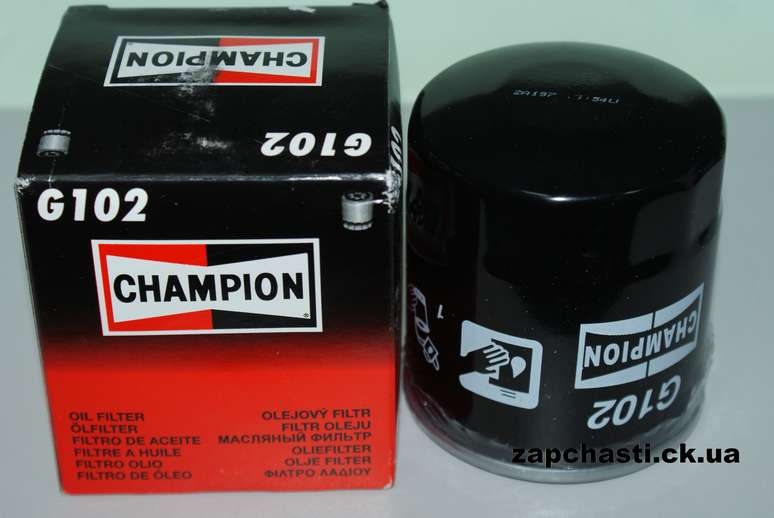 CHAMPION
G102
G102
CHAMPION
®
OIL FILTER
ÖLFILTER
FILTRO DE ACEITE
FILTRE A HUILE
FILTRO OLIO
FILTRO DE ÓLEO
OLEJOVÝ FILTR
FILTR OLEJU
МАСЛЯНЫЙ ФИЛЬТР
OLIEFILTER
OLJE FILTER
ΦΙΛΤΡΟ ΛΑΔΙΟΥ
1
CHAMPION
G102
zapchasti.ck.ua